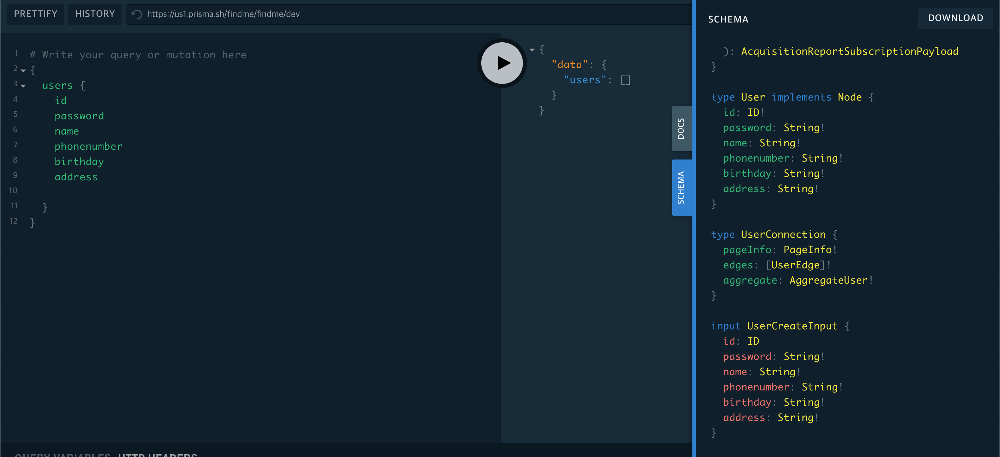 PRETTIFY HISTORY https://us1.prisma.sh/findme/findme/dev
1 # Write your query or mutation here
2 {
3 users {
4 id
5 password
6 name
7 phonenumber
8 birthday
9 address
10
11 }
12 }
QUERY VARIABLES HTTP HEADERS
{
"data": {
"users": []
}
}
DOCS
SCHEMA
SCHEMA DOWNLOAD
): AcquisitionReportSubscriptionPayload
}
type User implements Node {
id: ID!
password: String!
name: String!
phonenumber: String!
birthday: String!
address: String!
}
type UserConnection {
pageInfo: PageInfo!
edges: [UserEdge]!
aggregate: AggregateUser!
}
input UserCreateInput {
id: ID
password: String!
name: String!
phonenumber: String!
birthday: String!
address: String!
}